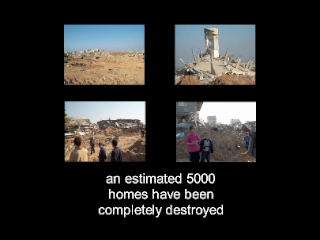 an estimated 5000
homes have been
completely destroyed